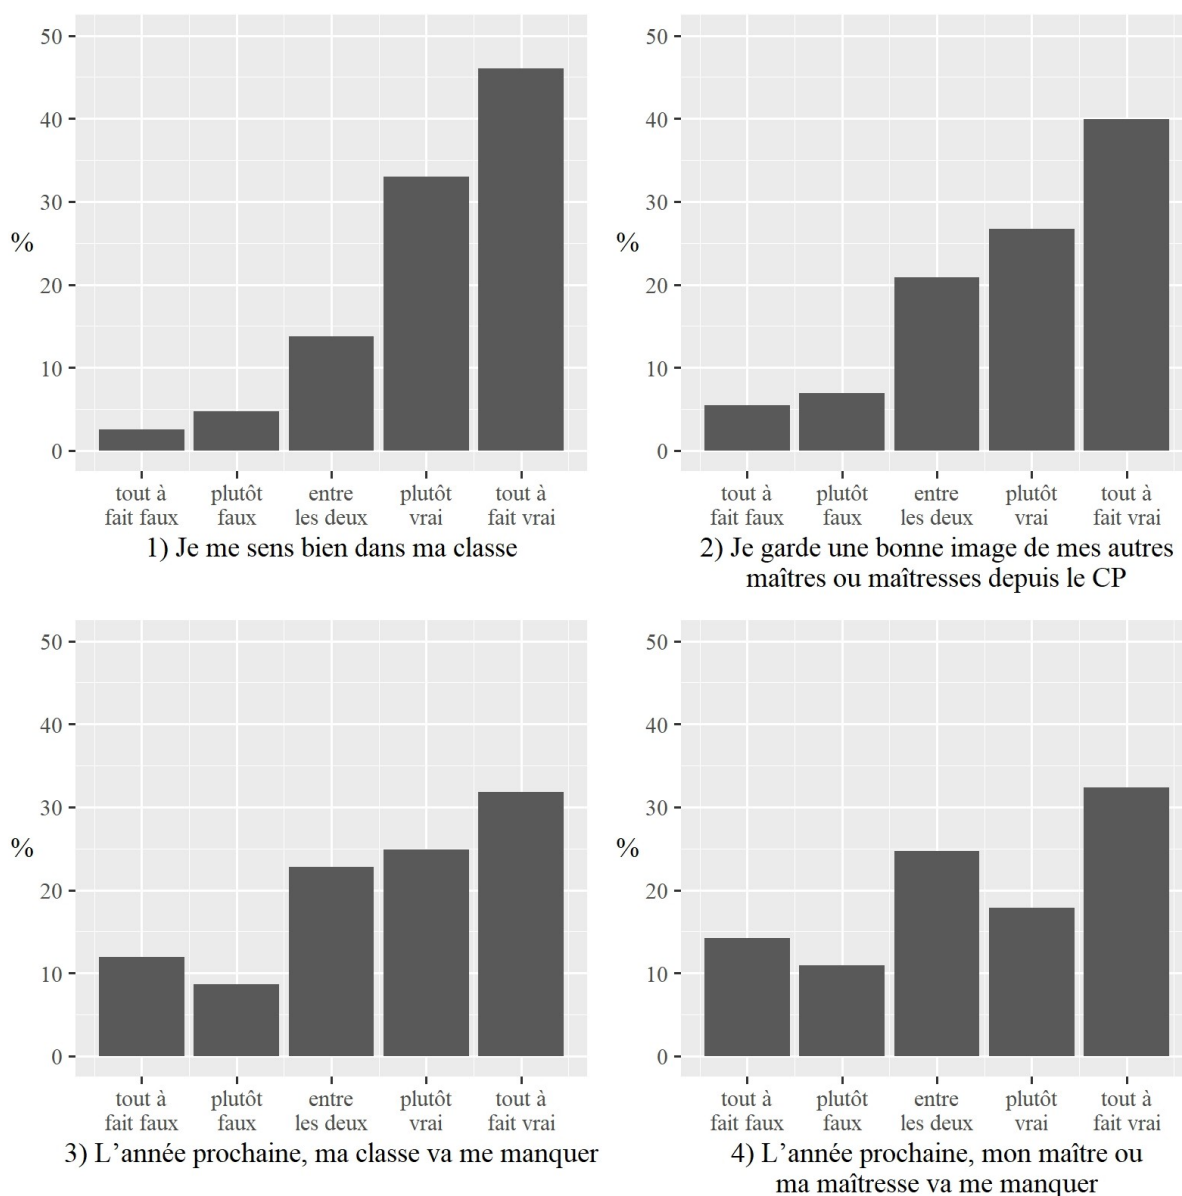 50
40
30
%
20
10
0
tout à plutôt entre plutôt tout à
fait faux faux les deux vrai fait vrai
1) Je me sens bien dans ma classe
50
40
30
%
20
10
0
tout à plutôt entre plutôt tout à
fait faux faux les deux vrai fait vrai
2) Je garde une bonne image de mes autres
maîtres ou maîtresses depuis le CP
50
40
30
%
20
10
0
tout à plutôt entre plutôt tout à
fait faux faux les deux vrai fait vrai
3) L’année prochaine, ma classe va me manquer
50
40
30
%
20
10
0
tout à plutôt entre plutôt tout à
fait faux faux les deux vrai fait vrai
4) L’année prochaine, mon maître ou
ma maîtresse va me manquer